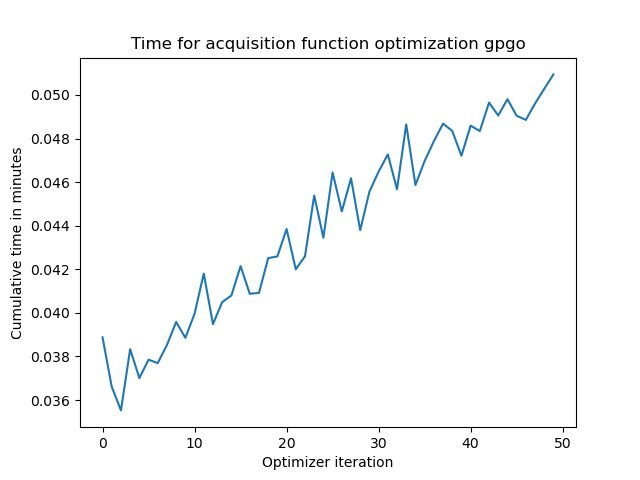 Time for acquisition function optimization gpgo
0.050
0.048
0.046
0.044
0.042
0.040
0.038
0.036
Cumulative time in minutes
0 10 20 30 40 50
Optimizer iteration